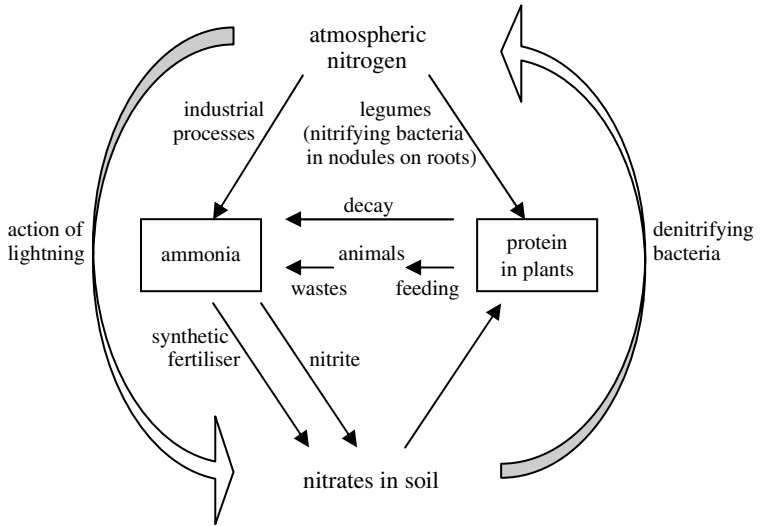 atmospheric
nitrogen
industrial
processes
legumes
(nitrifying bacteria
in nodules on roots)
action of
lightning
ammonia
decay
animals
wastes
feeding
protein
in plants
denitrifying
bacteria
synthetic
fertiliser
nitrite
nitrates in soil